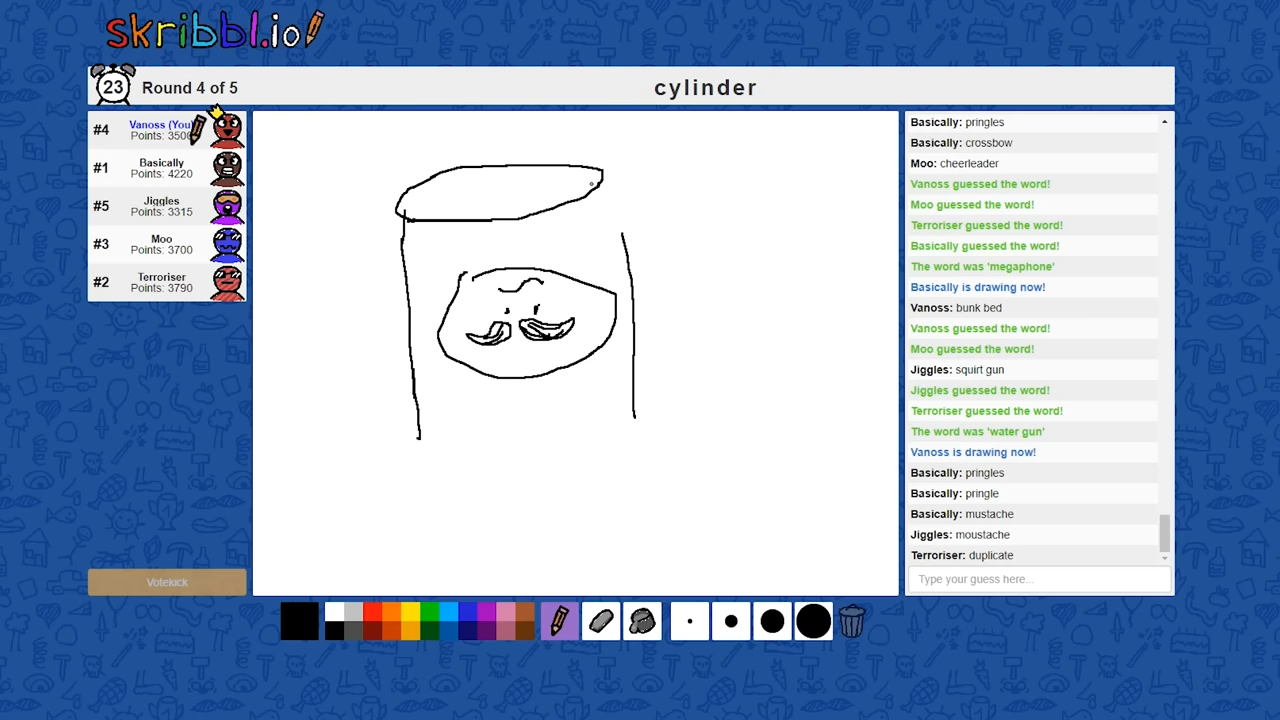 skribbl.io
23 Round 4 of 5 cylinder
#4 Vanoss (You)
Points: 3500
#1 Basically
Points: 4220
#5 Jiggles
Points: 3315
#3 Moo
Points: 3700
#2 Terroriser
Points: 3790
Votekick
Basically: pringles
Basically: crossbow
Moo: cheerleader
Vanoss guessed the word!
Moo guessed the word!
Terroriser guessed the word!
Basically guessed the word!
The word was 'megaphone'
Basically is drawing now!
Vanoss: bunk bed
Vanoss guessed the word!
Moo guessed the word!
Jiggles: squirt gun
Jiggles guessed the word!
Terroriser guessed the word!
The word was 'water gun'
Vanoss is drawing now!
Basically: pringles
Basically: pringle
Basically: mustache
Jiggles: moustache
Terroriser: duplicate
Type your guess here...